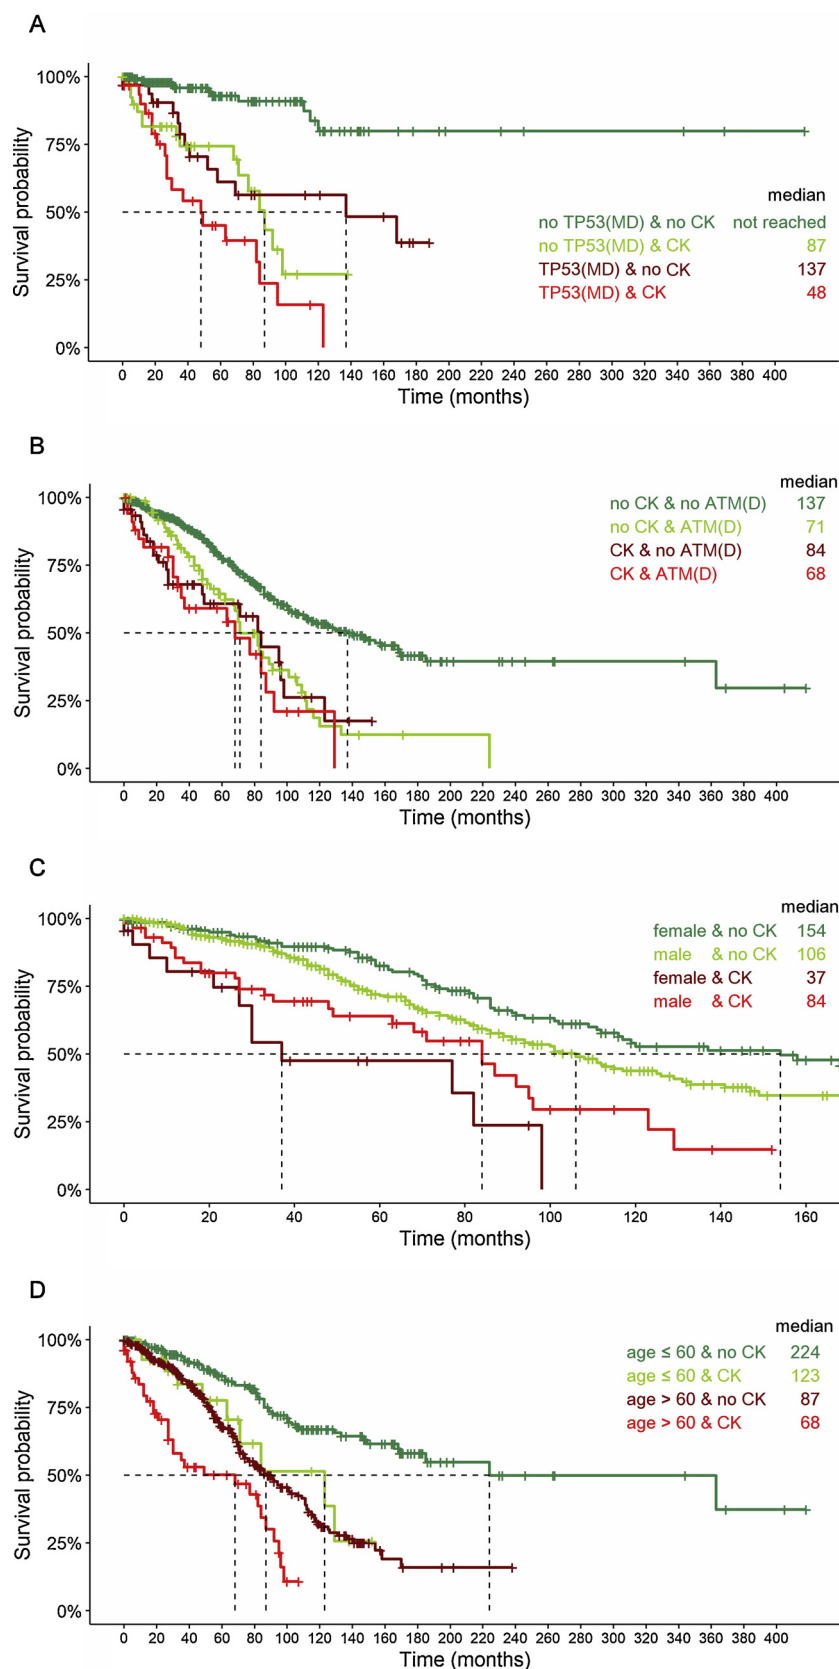 A
Survival probability
100%
75%
50%
25%
0%
median
no TP53(MD) & no CK not reached
no TP53(MD) & CK 87
TP53(MD) & no CK 137
TP53(MD) & CK 48
0 20 40 60 80 100 120 140 160 180 200 220 240 260 280 300 320 340 360 380 400
Time (months)
B
Survival probability
100%
75%
50%
25%
0%
median
no CK & no ATM(D) 137
no CK & ATM(D) 71
CK & no ATM(D) 84
CK & ATM(D) 68
0 20 40 60 80 100 120 140 160 180 200 220 240 260 280 300 320 340 360 380 400
Time (months)
C
Survival probability
100%
75%
50%
25%
0%
median
female & no CK 154
male & no CK 106
female & CK 37
male & CK 84
0 20 40 60 80 100 120 140 160
Time (months)
D
Survival probability
100%
75%
50%
25%
0%
median
age ≤ 60 & no CK 224
age ≤ 60 & CK 123
age > 60 & no CK 87
age > 60 & CK 68
0 20 40 60 80 100 120 140 160 180 200 220 240 260 280 300 320 340 360 380 400
Time (months)